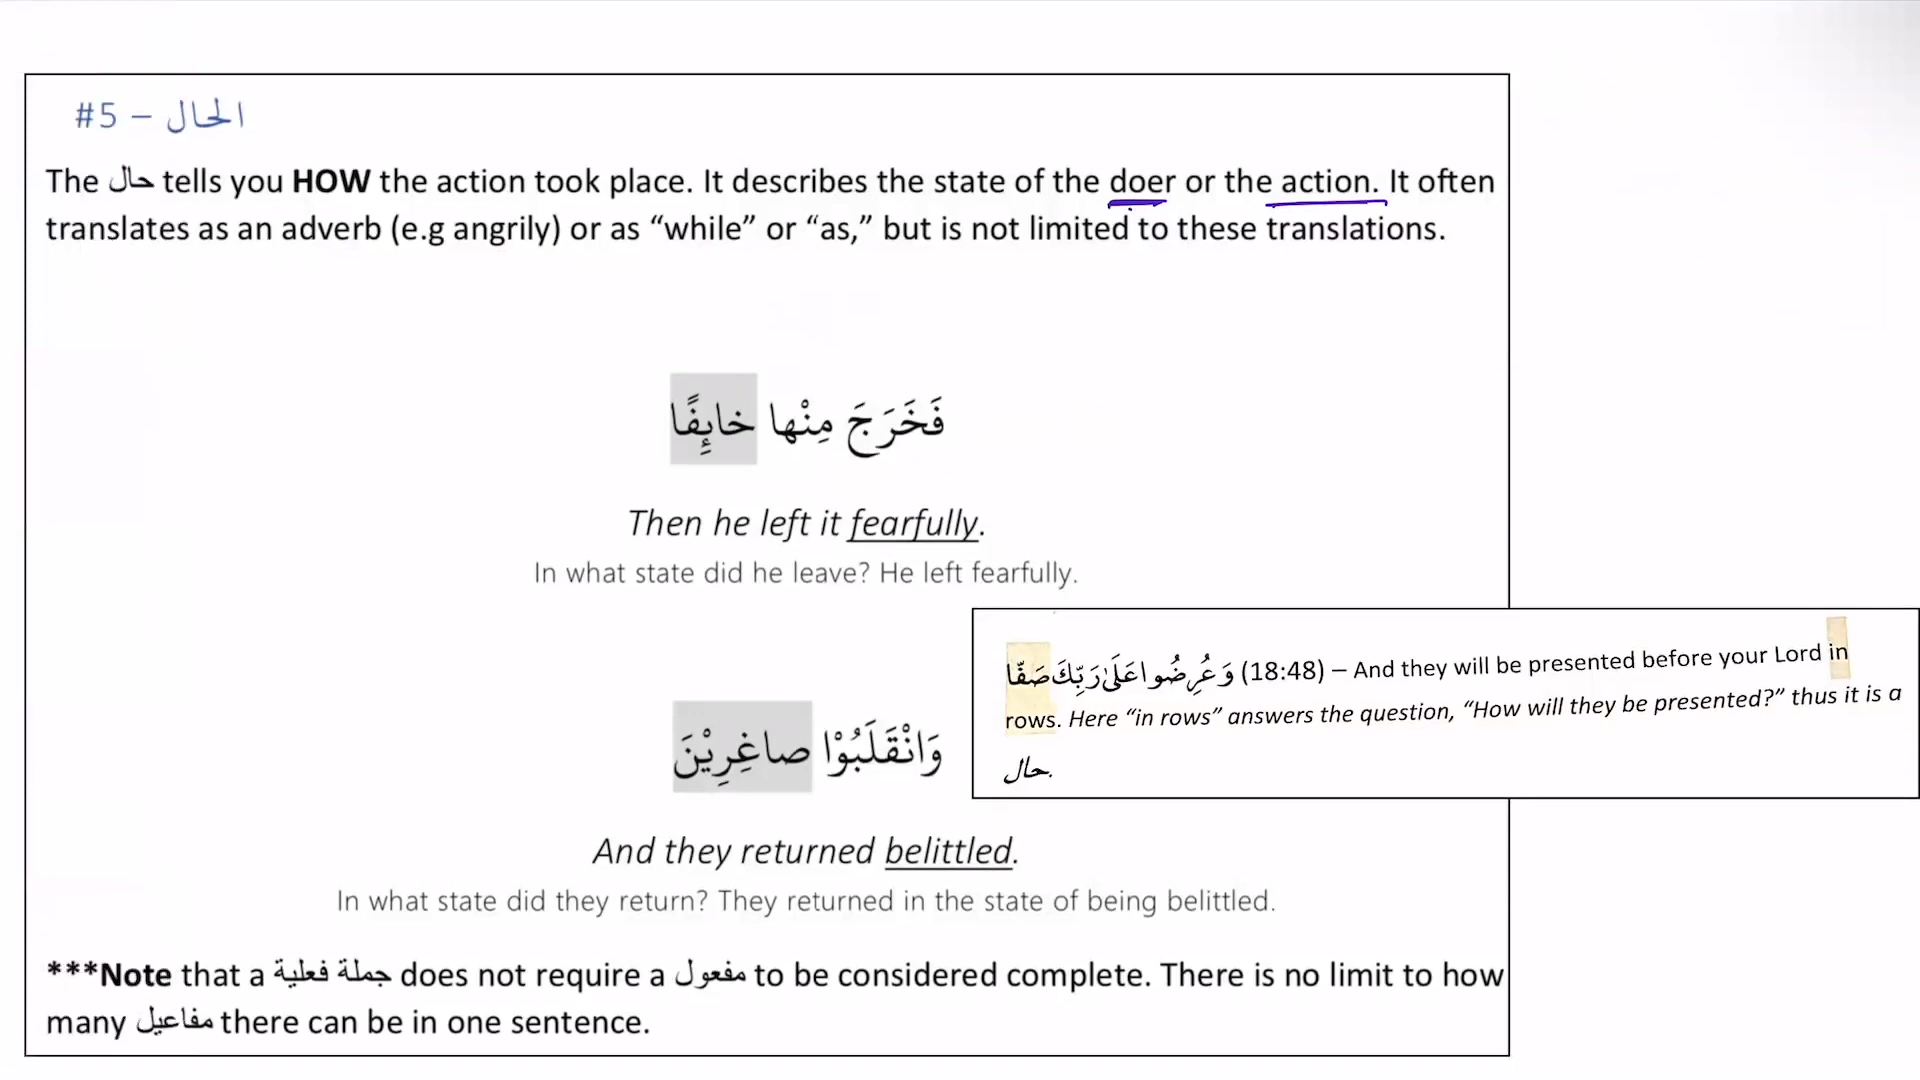 #5 – الحال
The حال tells you HOW the action took place. It describes the state of the doer or the action. It often
translates as an adverb (e.g angrily) or as “while” or “as,” but is not limited to these translations.
فَخَرَجَ مِنْها خايِٕفًا
Then he left it fearfully.
In what state did he leave? He left fearfully.
وَعُرِضُوا عَلَىٰ رَبِّكَ صَفّا (18:48) – And they will be presented before your Lord in
rows. Here “in rows” answers the question, “How will they be presented?” thus it is a
حال.
وَانْقَلَبُوْا صاغِرِيْنَ
And they returned belittled.
In what state did they return? They returned in the state of being belittled.
***Note that a جملة فعلية does not require a مفعول to be considered complete. There is no limit to how
many مفاعيل there can be in one sentence.